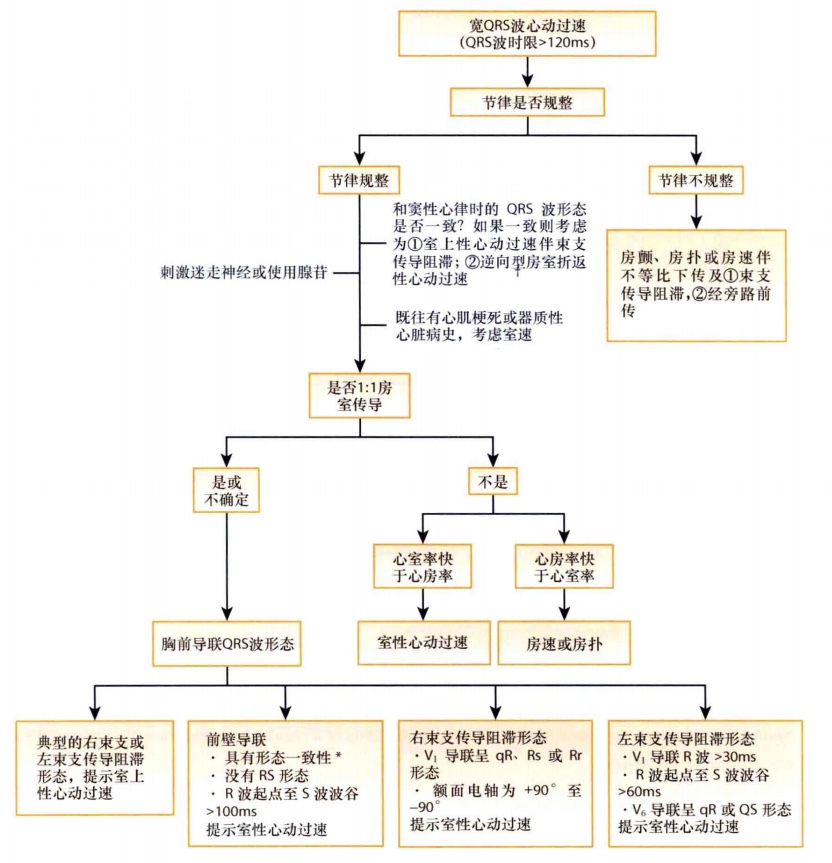 宽QRS波心动过速
(QRS波时限>120ms)
节律是否规整
节律规整
节律不规整
和窦性心律时的 QRS 波形态
是否一致？如果一致则考虑
为①室上性心动过速伴束支
传导阻滞；②逆向型房室折返
性心动过速
刺激迷走神经或使用腺苷
既往有心肌梗死或器质性
心脏病史，考虑室速
房颤、房扑或房速伴
不等比下传及①束支
传导阻滞,②经旁路前
传
是否1:1房
室传导
是或
不确定
不是
心室率快
于心房率
心房率快
于心室率
胸前导联QRS波形态
室性心动过速
房速或房扑
典型的右束支或
左束支传导阻滞
形态，提示室上
性心动过速
前壁导联
· 具有形态一致性 *
· 没有 RS 形态
· R 波起点至 S 波波谷
>100ms
提示室性心动过速
右束支传导阻滞形态
· V₁ 导联呈 qR、Rs 或 Rr
形态
· 额面电轴为 +90° 至
–90°
提示室性心动过速
左束支传导阻滞形态
· V₁ 导联 R 波 >30ms
· R 波起点至 S 波波谷
>60ms
· V₆ 导联呈 qR 或 QS 形态
提示室性心动过速